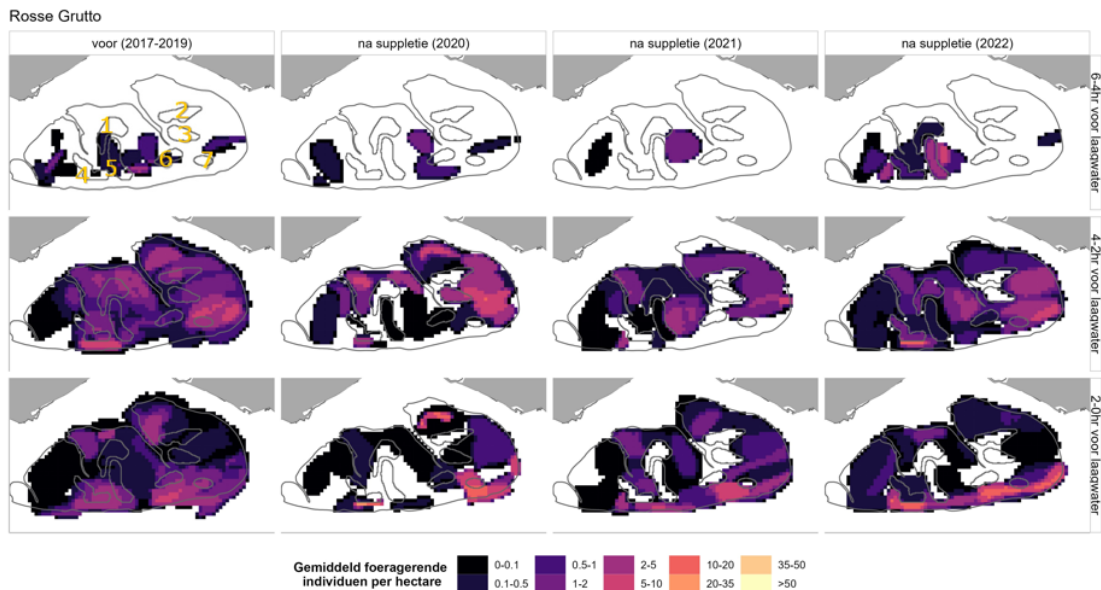 Rosse Grutto
voor (2017-2019)
na suppletie (2020)
na suppletie (2021)
na suppletie (2022)
6-4hr voor laagwater
1
2
3
4
5
6
7
4-2hr voor laagwater
2-0hr voor laagwater
Gemiddeld foeragerende
individuen per hectare
0-0.1
0.5-1
2-5
10-20
35-50
0.1-0.5
1-2
5-10
20-35
>50